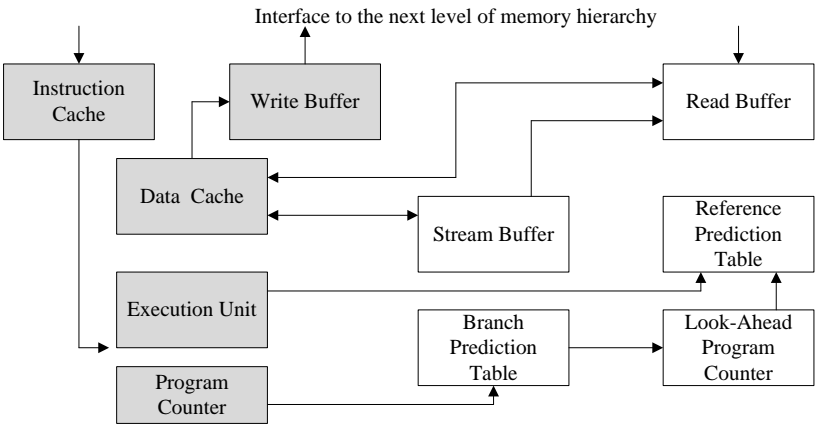 Interface to the next level of memory hierarchy
Instruction
Cache
Write Buffer
Read Buffer
Data Cache
Stream Buffer
Reference
Prediction
Table
Execution Unit
Branch
Prediction
Table
Look-Ahead
Program
Counter
Program
Counter